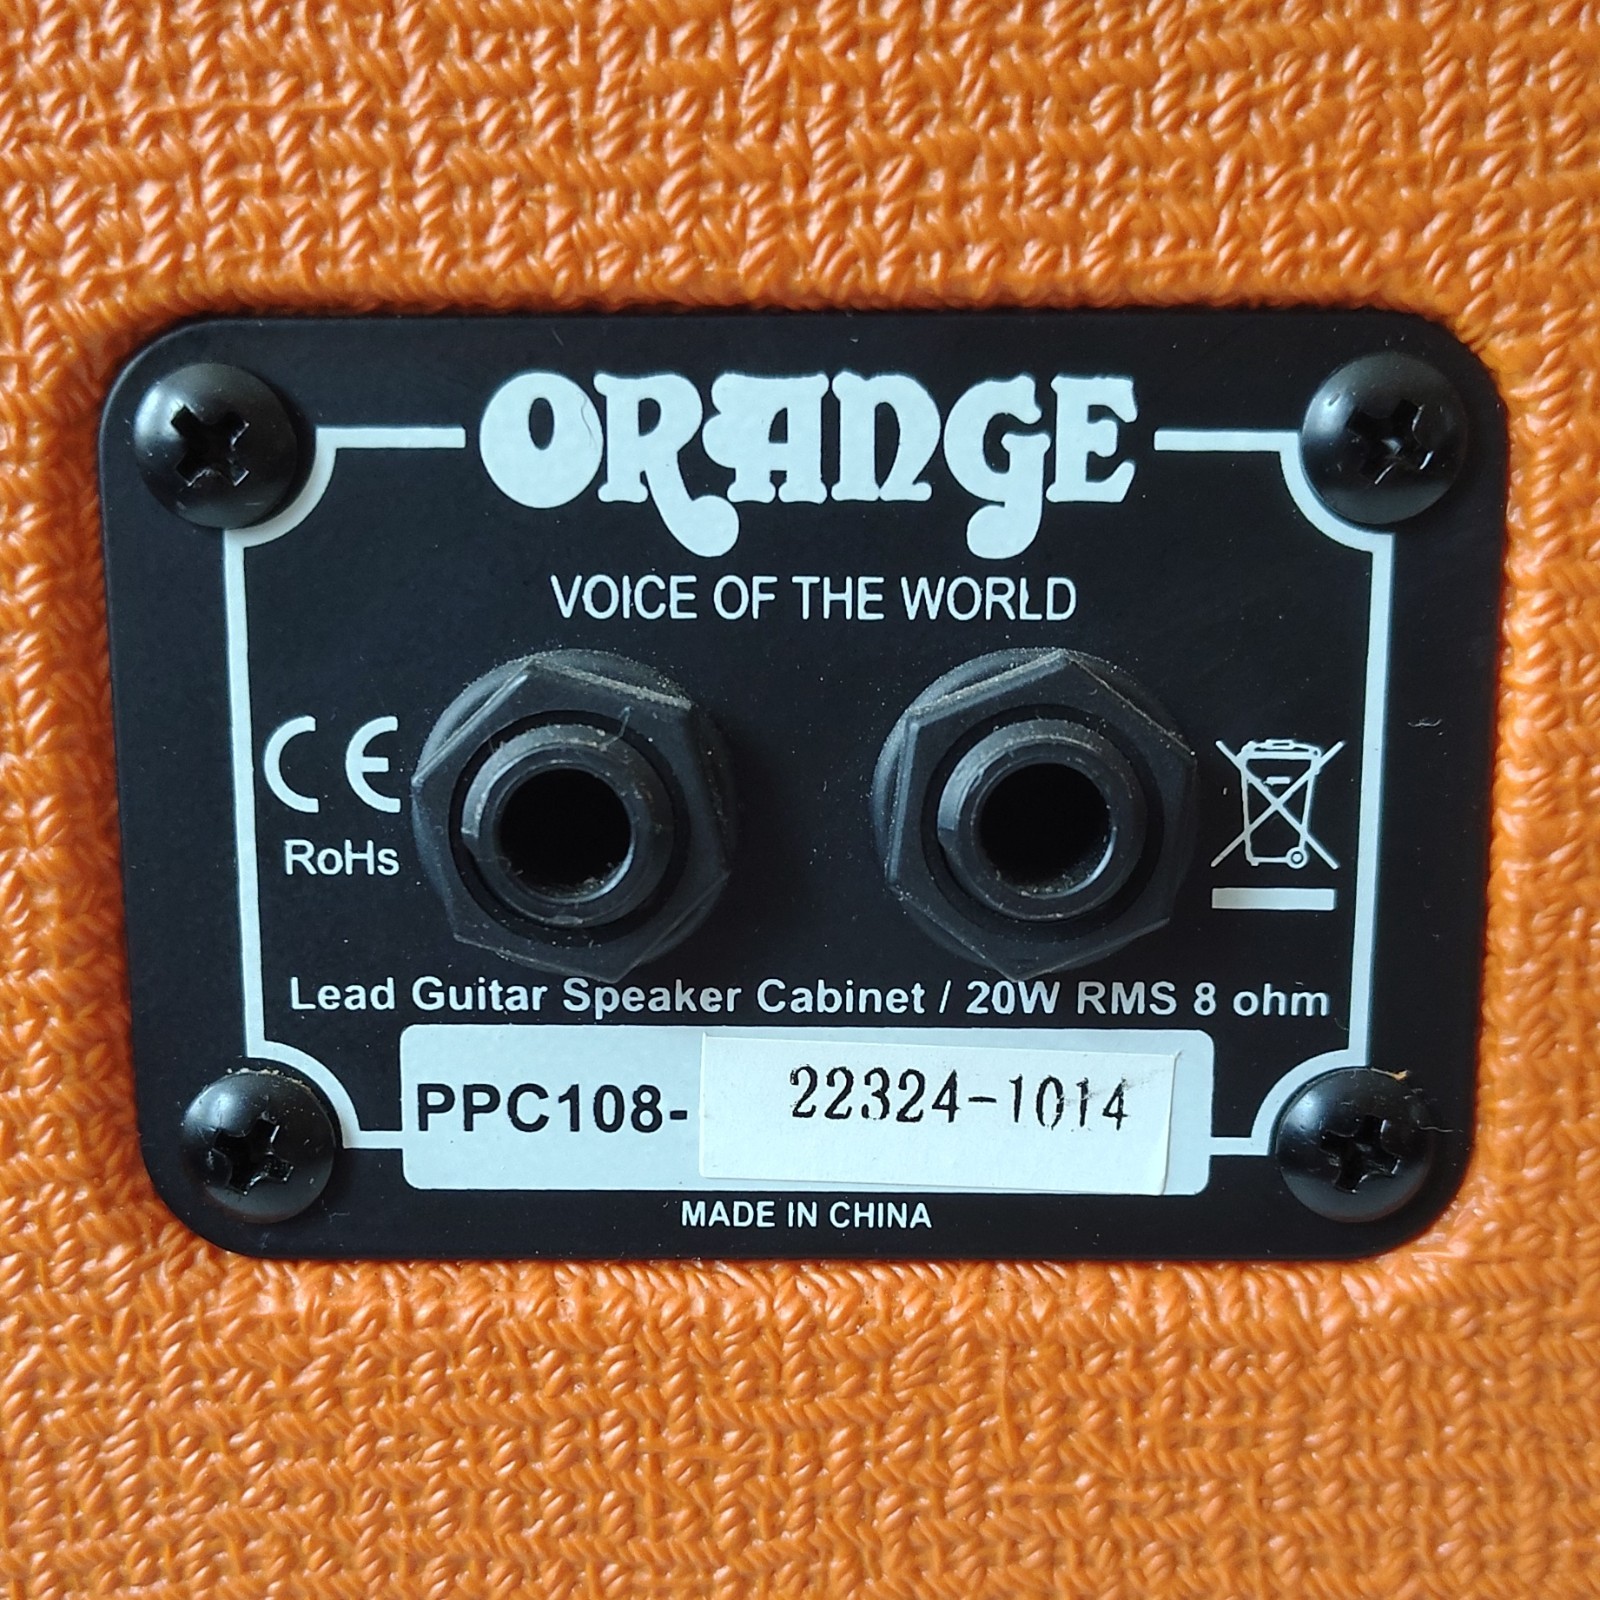 ORANGE
VOICE OF THE WORLD
CE
RoHs
Lead Guitar Speaker Cabinet / 20W RMS 8 ohm
PPC108- 22324-1014
MADE IN CHINA